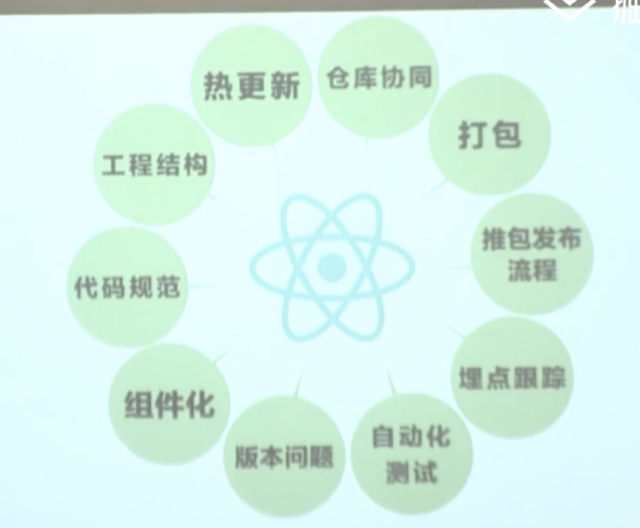 热更新
仓库协同
打包
推包发布
流程
埋点跟踪
自动化
测试
版本问题
组件化
代码规范
工程结构